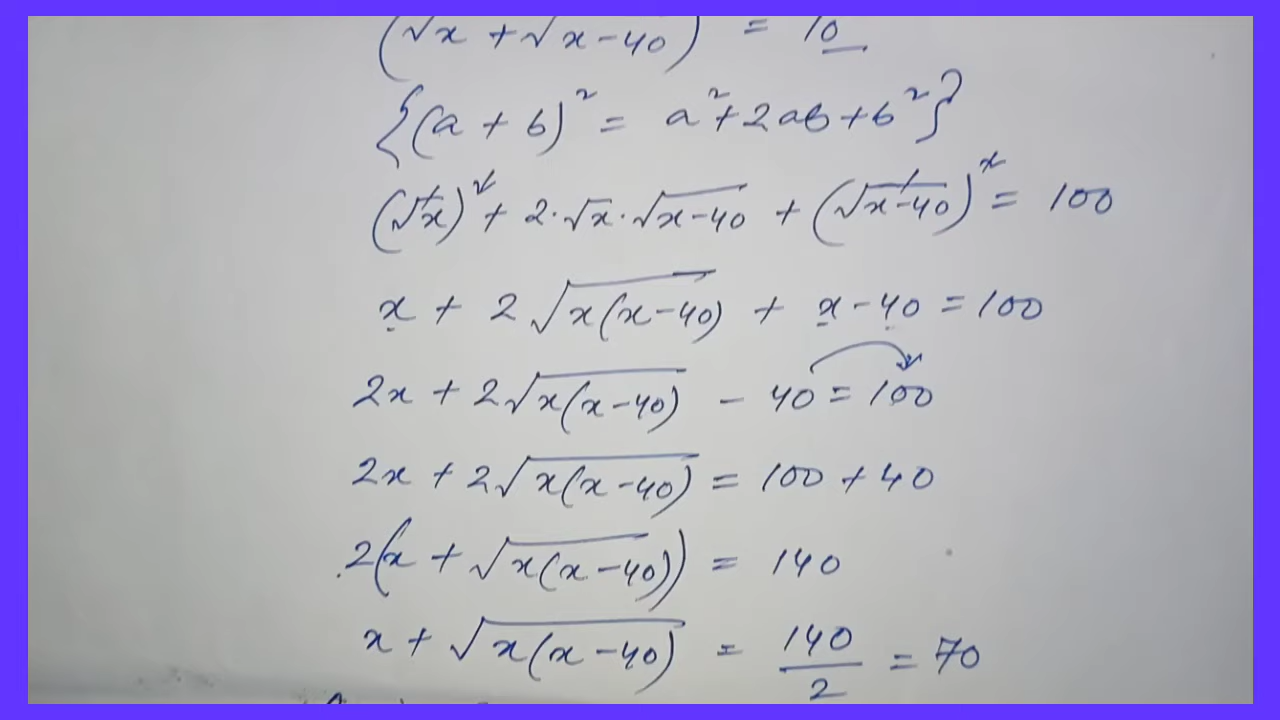 (√x + √x-40) = 10
{(a + b)² = a² + 2ab + b²}
(√x)² + 2·√x·√x-40 + (√x-40)² = 100
x + 2√x(x-40) + x - 40 = 100
2x + 2√x(x-40) - 40 = 100
2x + 2√x(x-40) = 100 + 40
2(x + √x(x-40)) = 140
x + √x(x-40) = 140/2 = 70